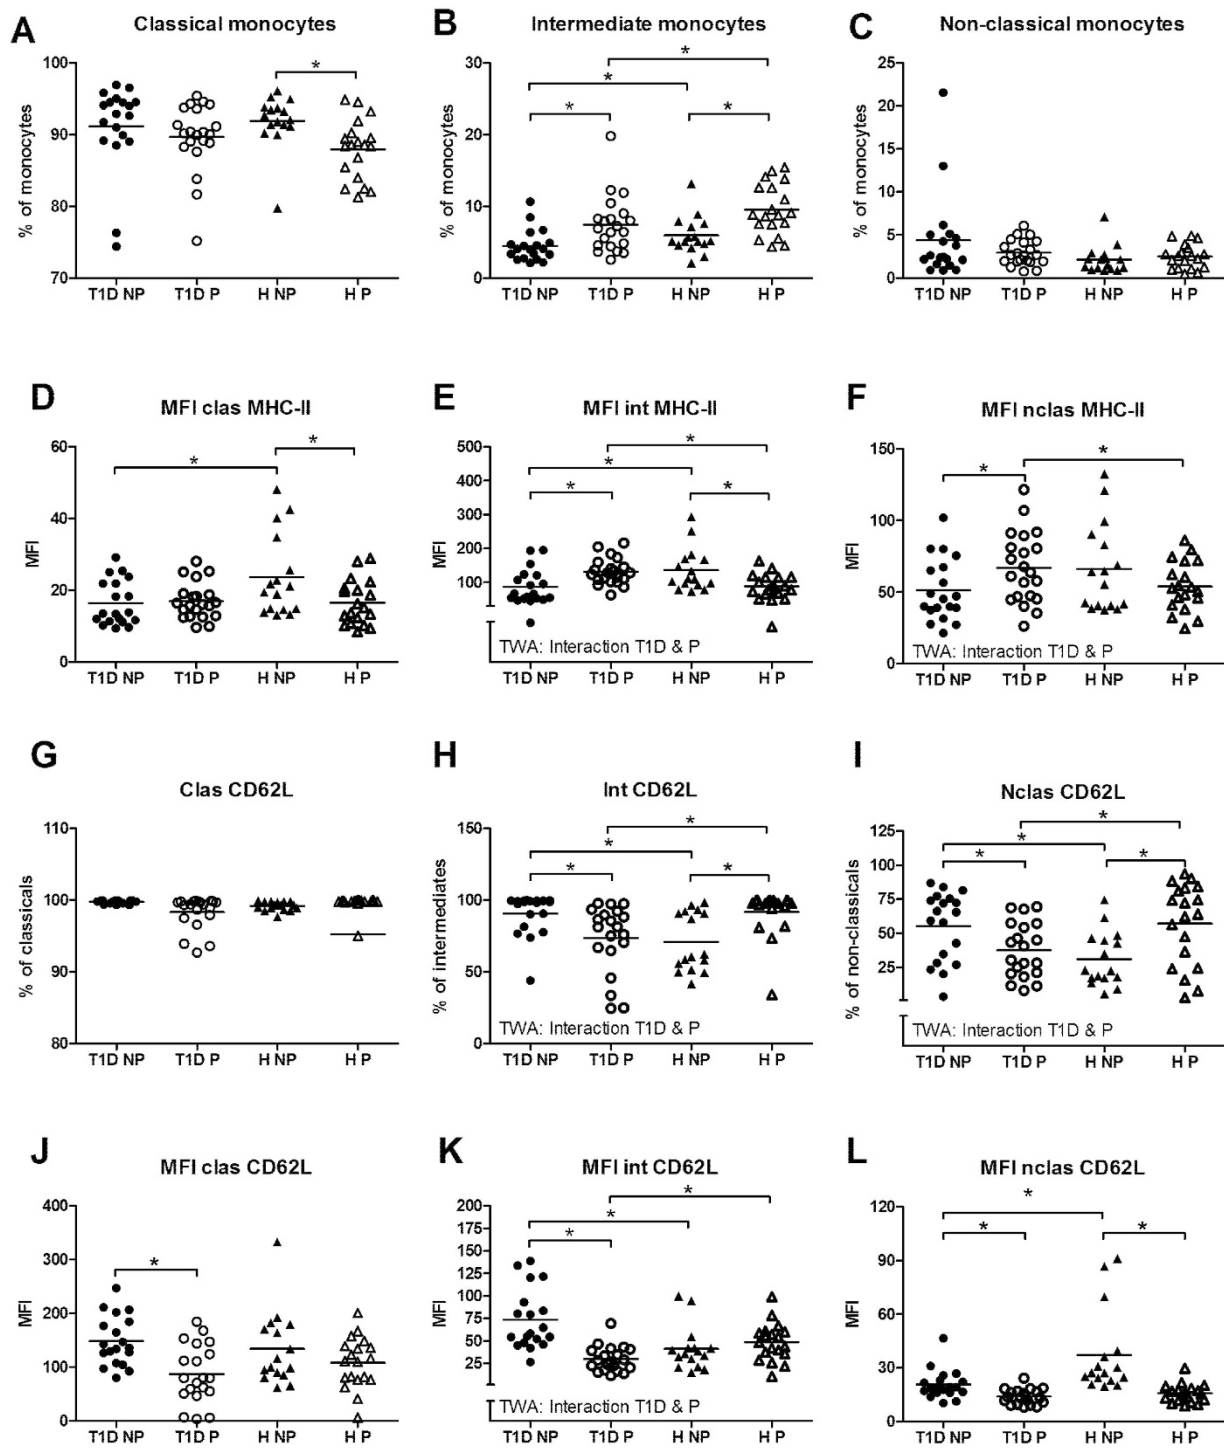 A Classical monocytes
% of monocytes
100
90
80
70
T1D NP T1D P H NP H P
*
B Intermediate monocytes
% of monocytes
30
20
10
0
T1D NP T1D P H NP H P
* * * *
C Non-classical monocytes
% of monocytes
25
20
15
10
5
0
T1D NP T1D P H NP H P
D MFI clas MHC-II
MFI
60
40
20
0
T1D NP T1D P H NP H P
* *
E MFI int MHC-II
MFI
500
400
300
200
100
0
* * * *
TWA: Interaction T1D & P
T1D NP T1D P H NP H P
F MFI nclas MHC-II
MFI
150
100
50
0
* *
TWA: Interaction T1D & P
T1D NP T1D P H NP H P
G Clas CD62L
% of classicals
110
100
90
80
T1D NP T1D P H NP H P
H Int CD62L
% of intermediates
150
100
50
0
* * * *
TWA: Interaction T1D & P
T1D NP T1D P H NP H P
I Nclas CD62L
% of non-classicals
125
100
75
50
25
0
* * * *
TWA: Interaction T1D & P
T1D NP T1D P H NP H P
J MFI clas CD62L
MFI
400
300
200
100
0
*
T1D NP T1D P H NP H P
K MFI int CD62L
MFI
200
175
150
125
100
75
50
25
0
* * *
TWA: Interaction T1D & P
T1D NP T1D P H NP H P
L MFI nclas CD62L
MFI
120
90
60
30
0
* * *
T1D NP T1D P H NP H P